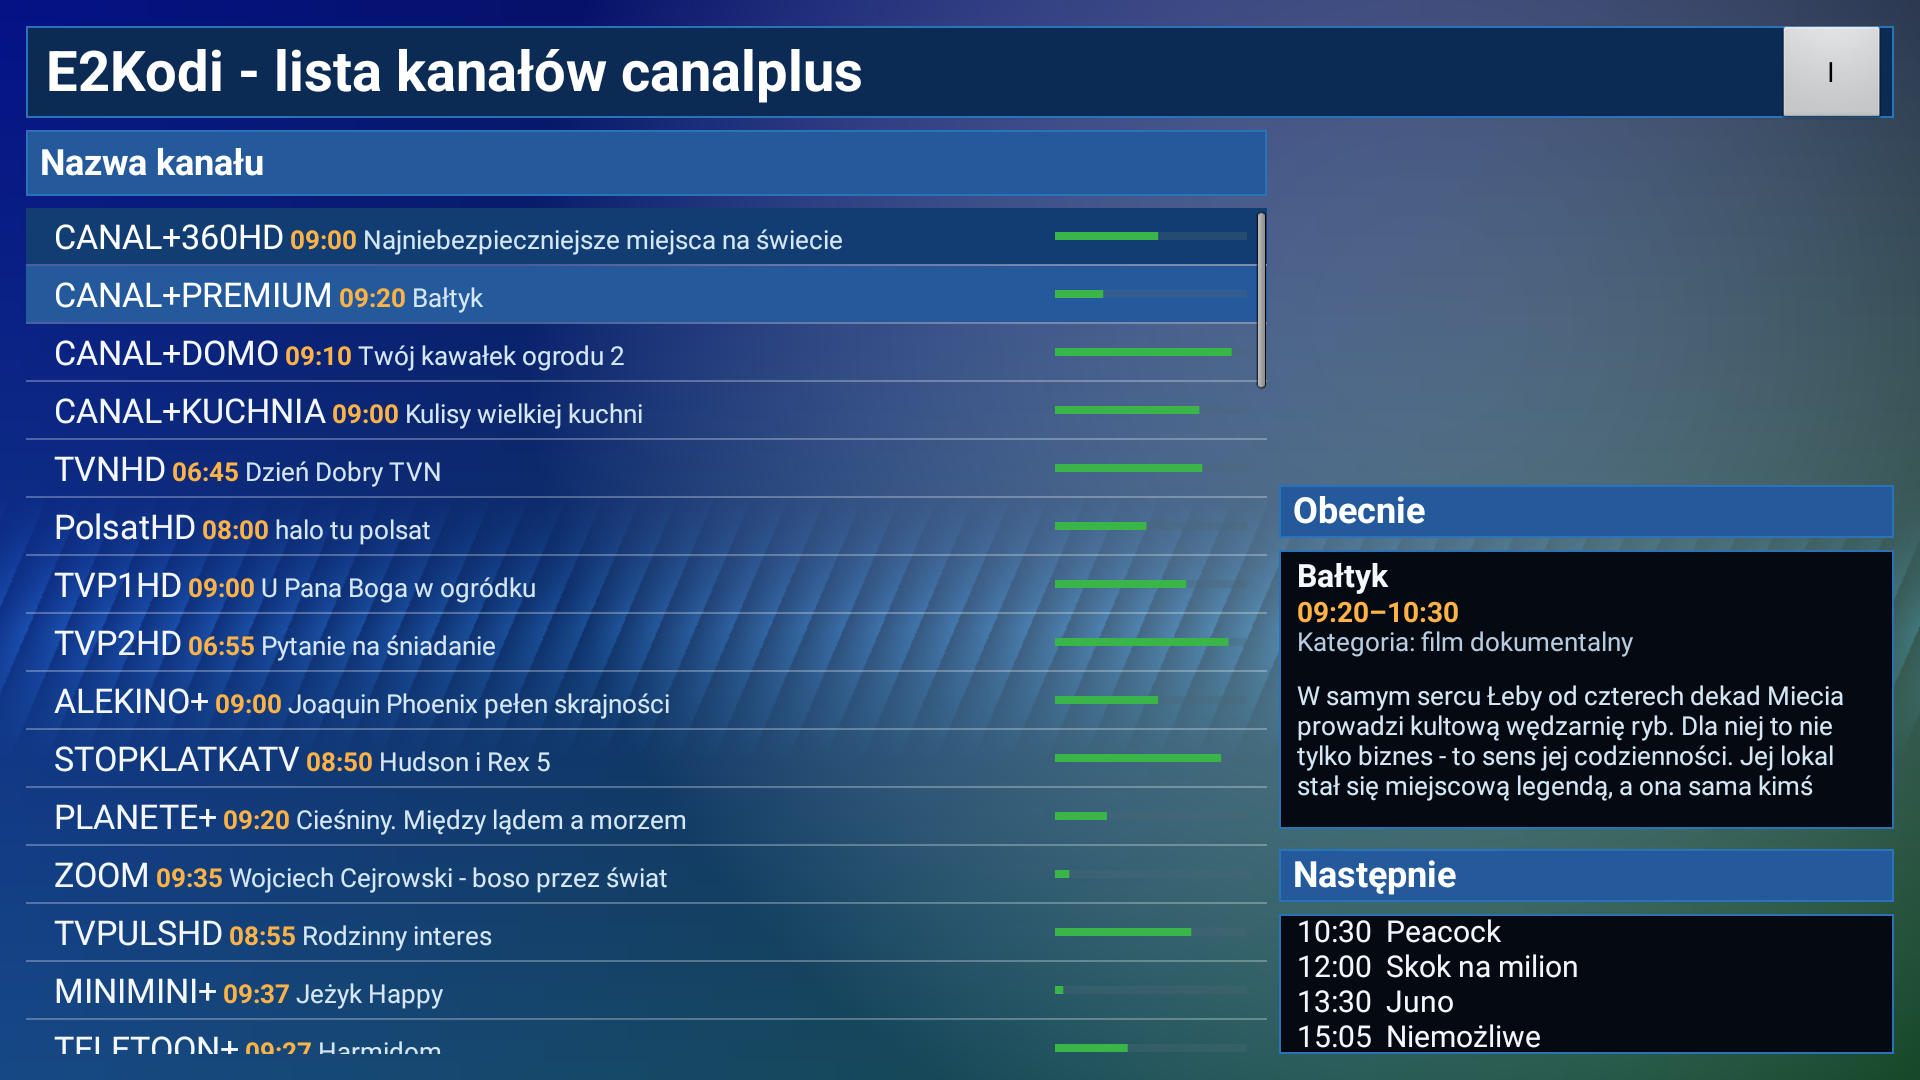 E2Kodi - lista kanałów canalplus
I
Nazwa kanału
CANAL+360HD 09:00 Najniebezpieczniejsze miejsca na świecie
CANAL+PREMIUM 09:20 Bałtyk
CANAL+DOMO 09:10 Twój kawałek ogrodu 2
CANAL+KUCHNIA 09:00 Kulisy wielkiej kuchni
TVNHD 06:45 Dzień Dobry TVN
PolsatHD 08:00 halo tu polsat
TVP1HD 09:00 U Pana Boga w ogródku
TVP2HD 06:55 Pytanie na śniadanie
ALEKINO+ 09:00 Joaquin Phoenix pełen skrajności
STOPKLATKATV 08:50 Hudson i Rex 5
PLANETE+ 09:20 Cieśniny. Między lądem a morzem
ZOOM 09:35 Wojciech Cejrowski - boso przez świat
TVPULSHD 08:55 Rodzinny interes
MINIMINI+ 09:37 Jeżyk Happy
TELETOON+ 09:27 Harmidom
Obecnie
Bałtyk
09:20–10:30
Kategoria: film dokumentalny
W samym sercu Łeby od czterech dekad Miecia
prowadzi kultową wędzarnię ryb. Dla niej to nie
tylko biznes - to sens jej codzienności. Jej lokal
stał się miejscową legendą, a ona sama kimś
Następnie
10:30 Peacock
12:00 Skok na milion
13:30 Juno
15:05 Niemożliwe